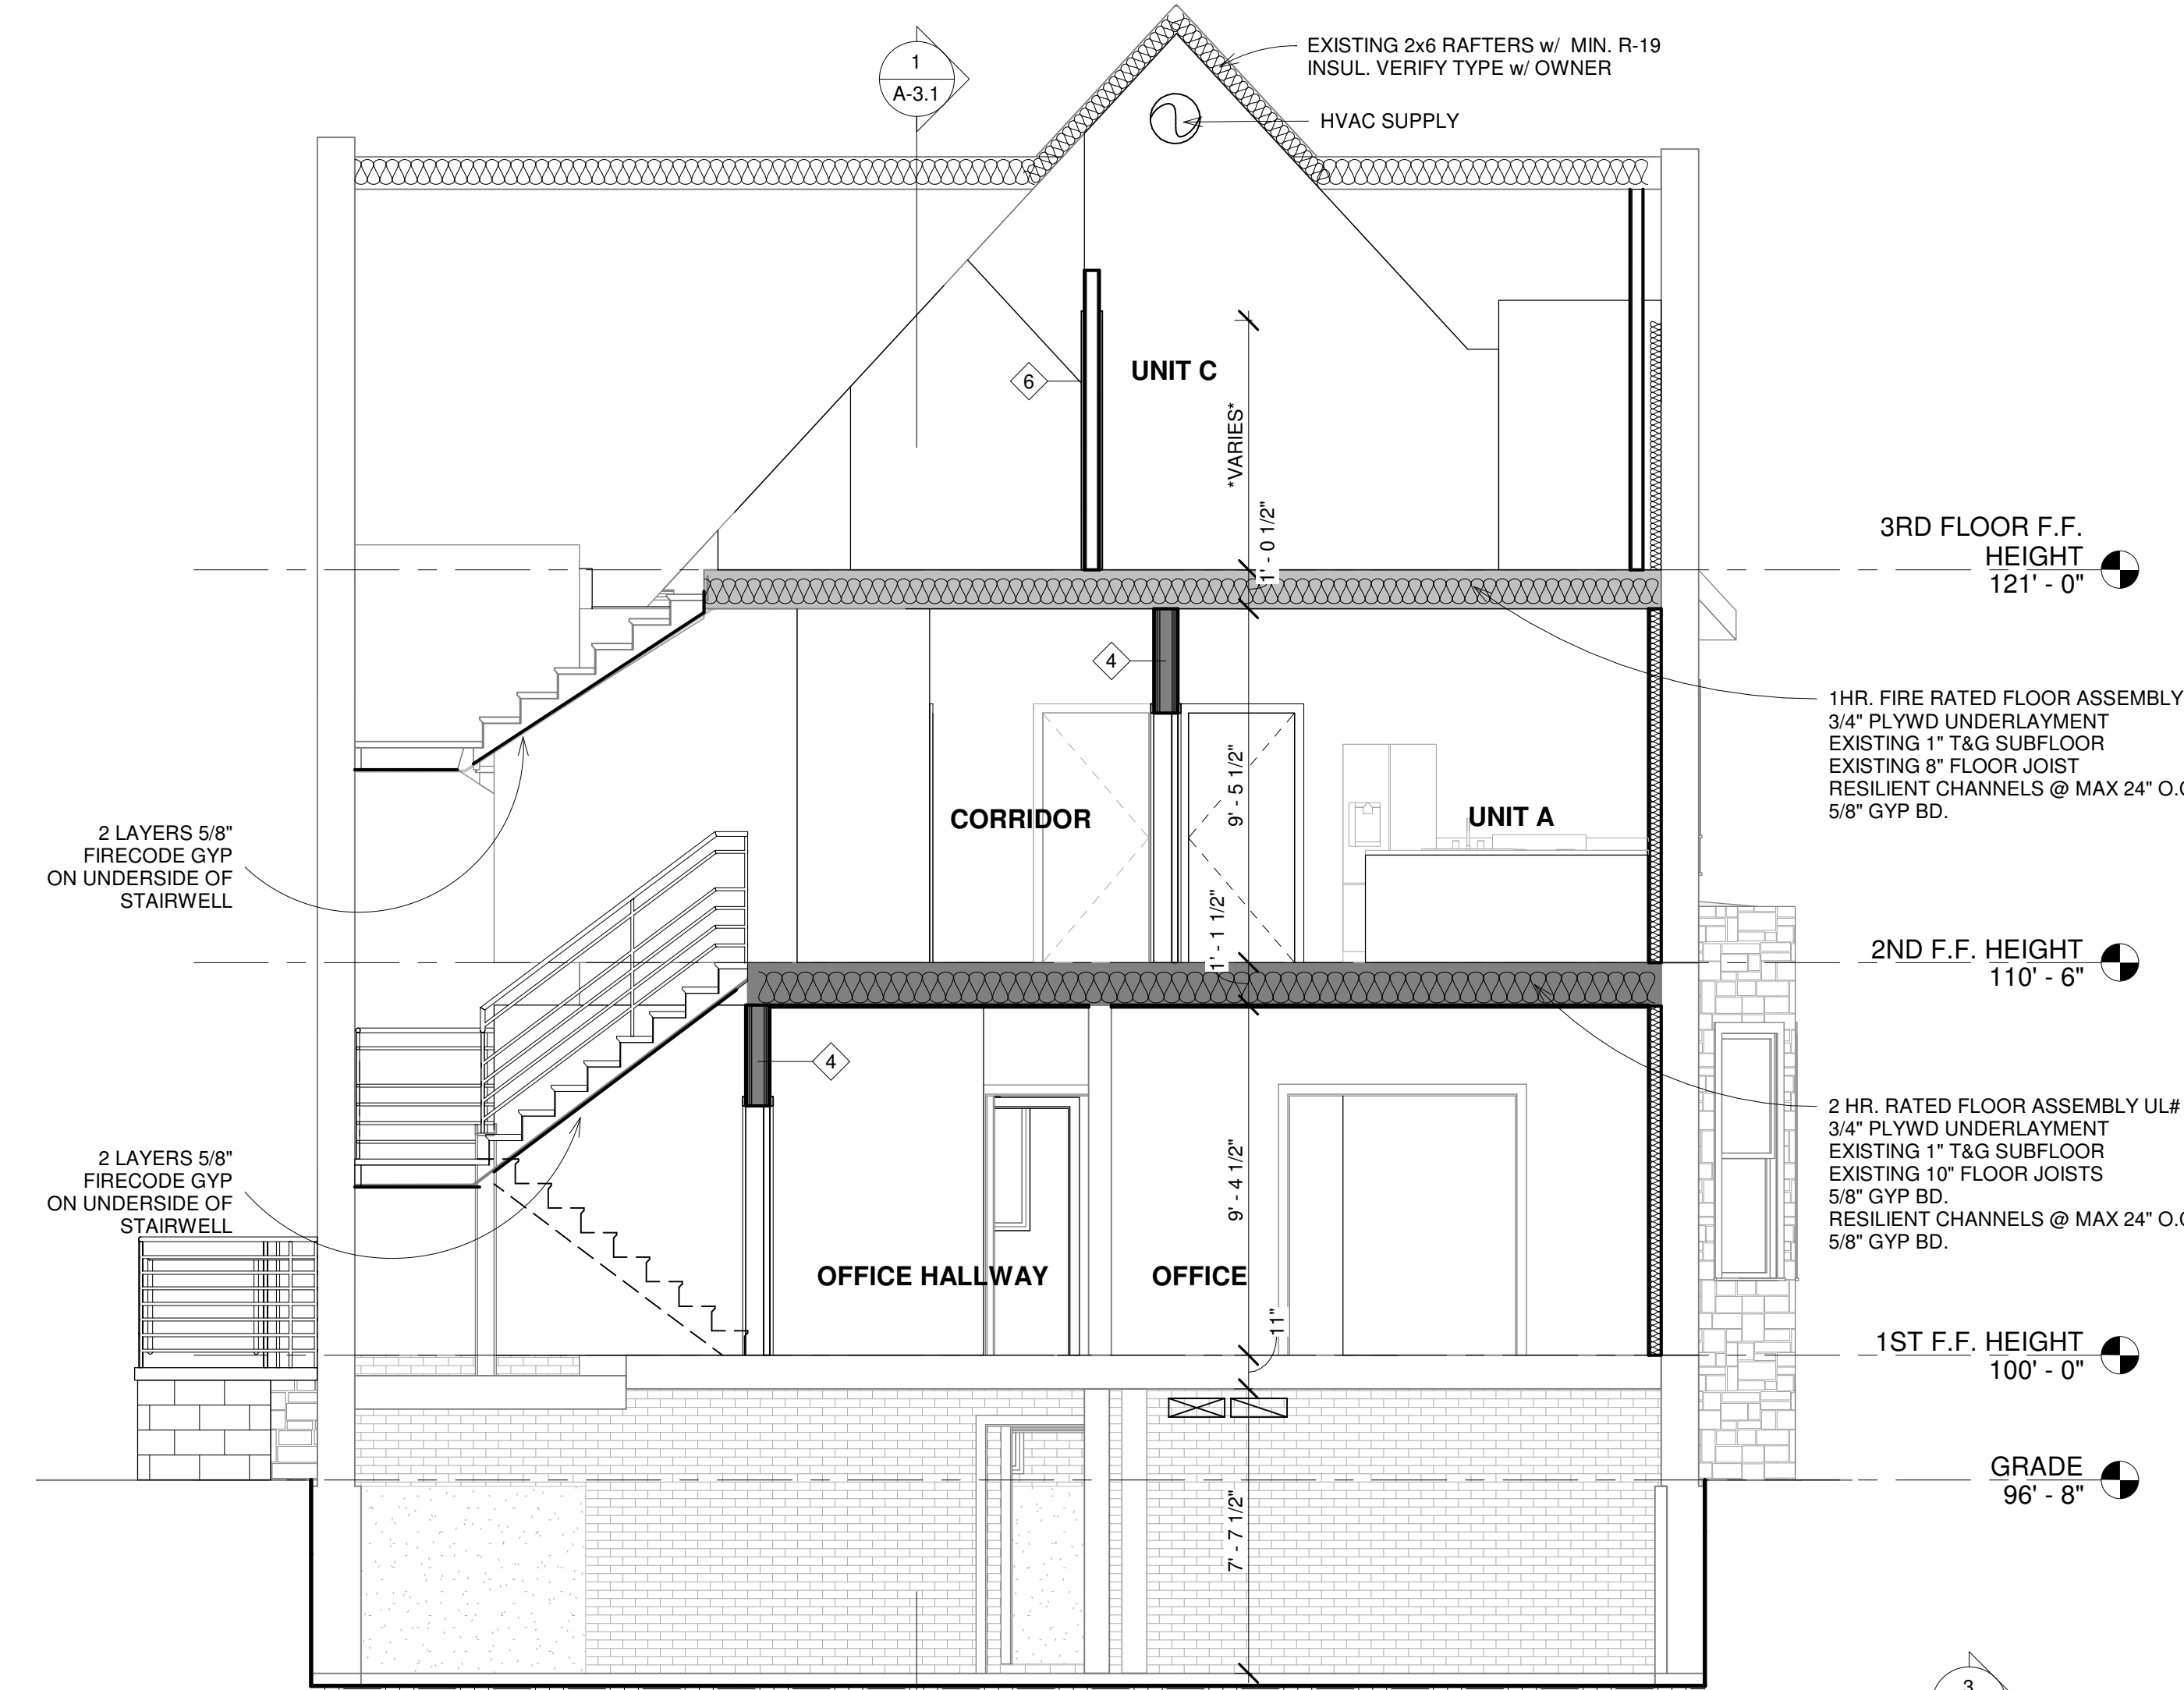 1
A-3.1
EXISTING 2x6 RAFTERS w/ MIN. R-19
INSUL. VERIFY TYPE w/ OWNER
HVAC SUPPLY
UNIT C
6
*VARIES*
1' - 0 1/2"
3RD FLOOR F.F.
HEIGHT
121' - 0"
4
1HR. FIRE RATED FLOOR ASSEMBLY
3/4" PLYWD UNDERLAYMENT
EXISTING 1" T&G SUBFLOOR
EXISTING 8" FLOOR JOIST
RESILIENT CHANNELS @ MAX 24"
5/8" GYP BD.
9' - 5 1/2"
CORRIDOR
UNIT A
2 LAYERS 5/8"
FIRECODE GYP
ON UNDERSIDE OF
STAIRWELL
1' - 1 1/2"
2ND F.F. HEIGHT
110' - 6"
4
2 HR. RATED FLOOR ASSEMBLY UL#
3/4" PLYWD UNDERLAYMENT
EXISTING 1" T&G SUBFLOOR
EXISTING 10" FLOOR JOISTS
5/8" GYP BD.
RESILIENT CHANNELS @ MAX 24"
5/8" GYP BD.
2 LAYERS 5/8"
FIRECODE GYP
ON UNDERSIDE OF
STAIRWELL
9' - 4 1/2"
OFFICE HALLWAY
OFFICE
11"
1ST F.F. HEIGHT
100' - 0"
GRADE
96' - 8"
7' - 7 1/2"
3